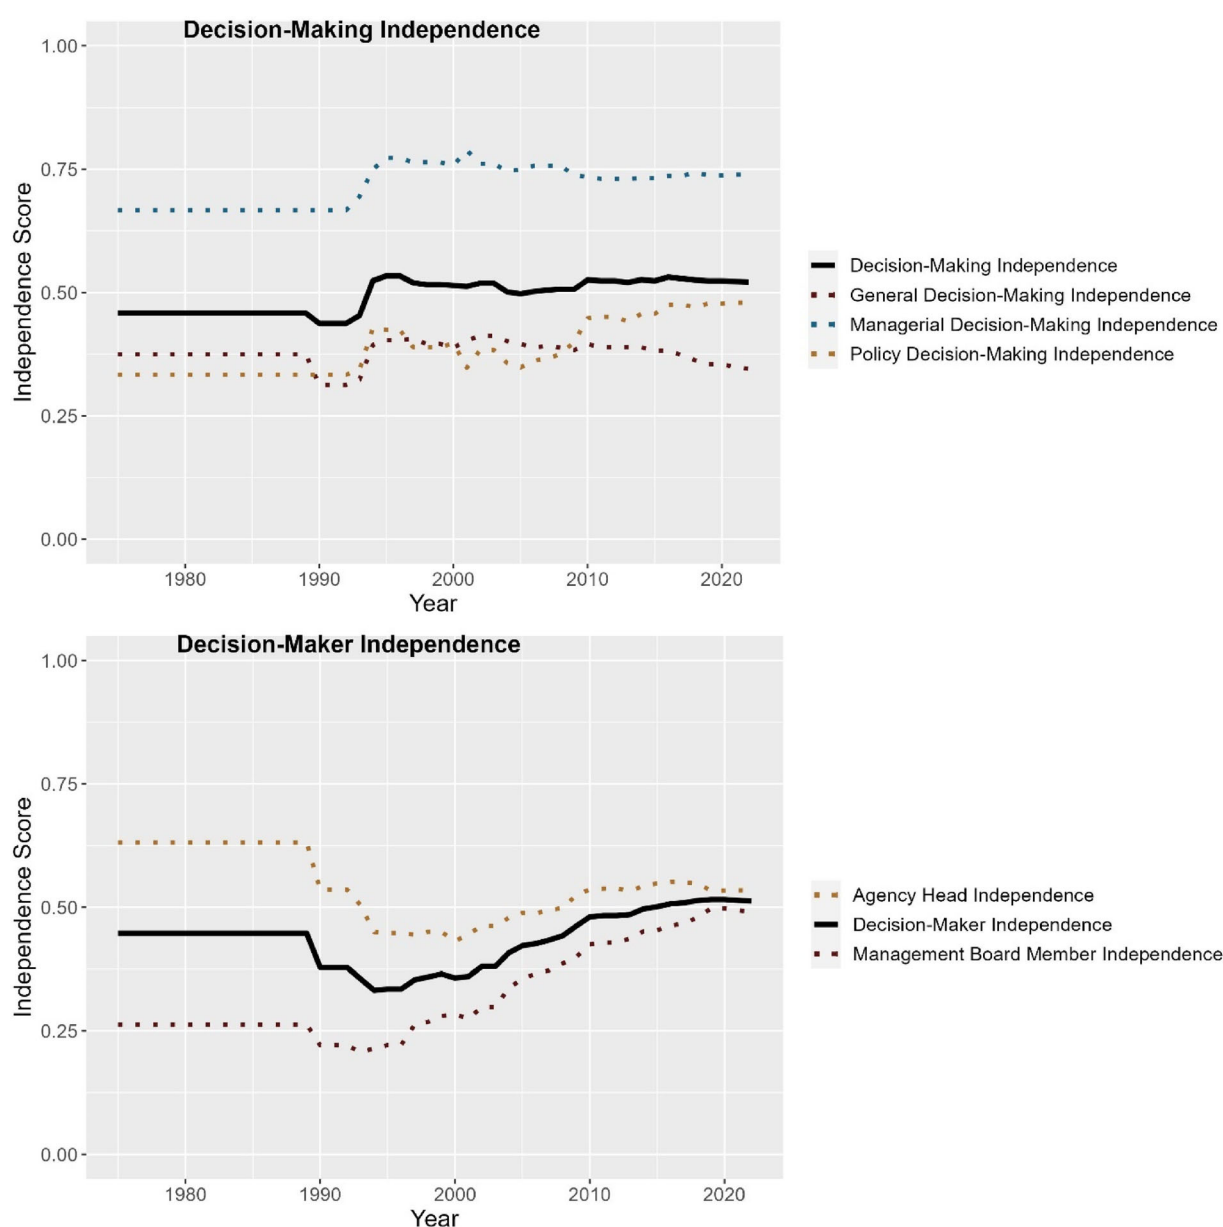 Decision-Making Independence
1.00
0.75
0.50
0.25
0.00
Independence Score
1980 1990 2000 2010 2020
Year
Decision-Making Independence
General Decision-Making Independence
Managerial Decision-Making Independence
Policy Decision-Making Independence
Decision-Maker Independence
1.00
0.75
0.50
0.25
0.00
Independence Score
1980 1990 2000 2010 2020
Year
Agency Head Independence
Decision-Maker Independence
Management Board Member Independence